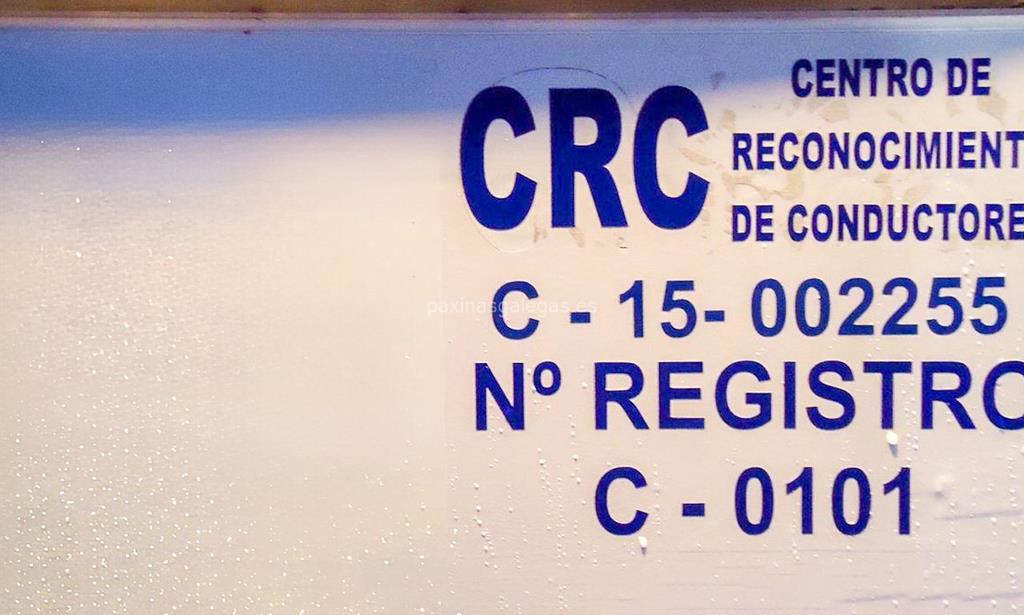 CRC
CENTRO DE
RECONOCIMIENT
DE CONDUCTORE
C - 15- 002255
Nº REGISTRO
C - 0101
paxinasgalegas.es